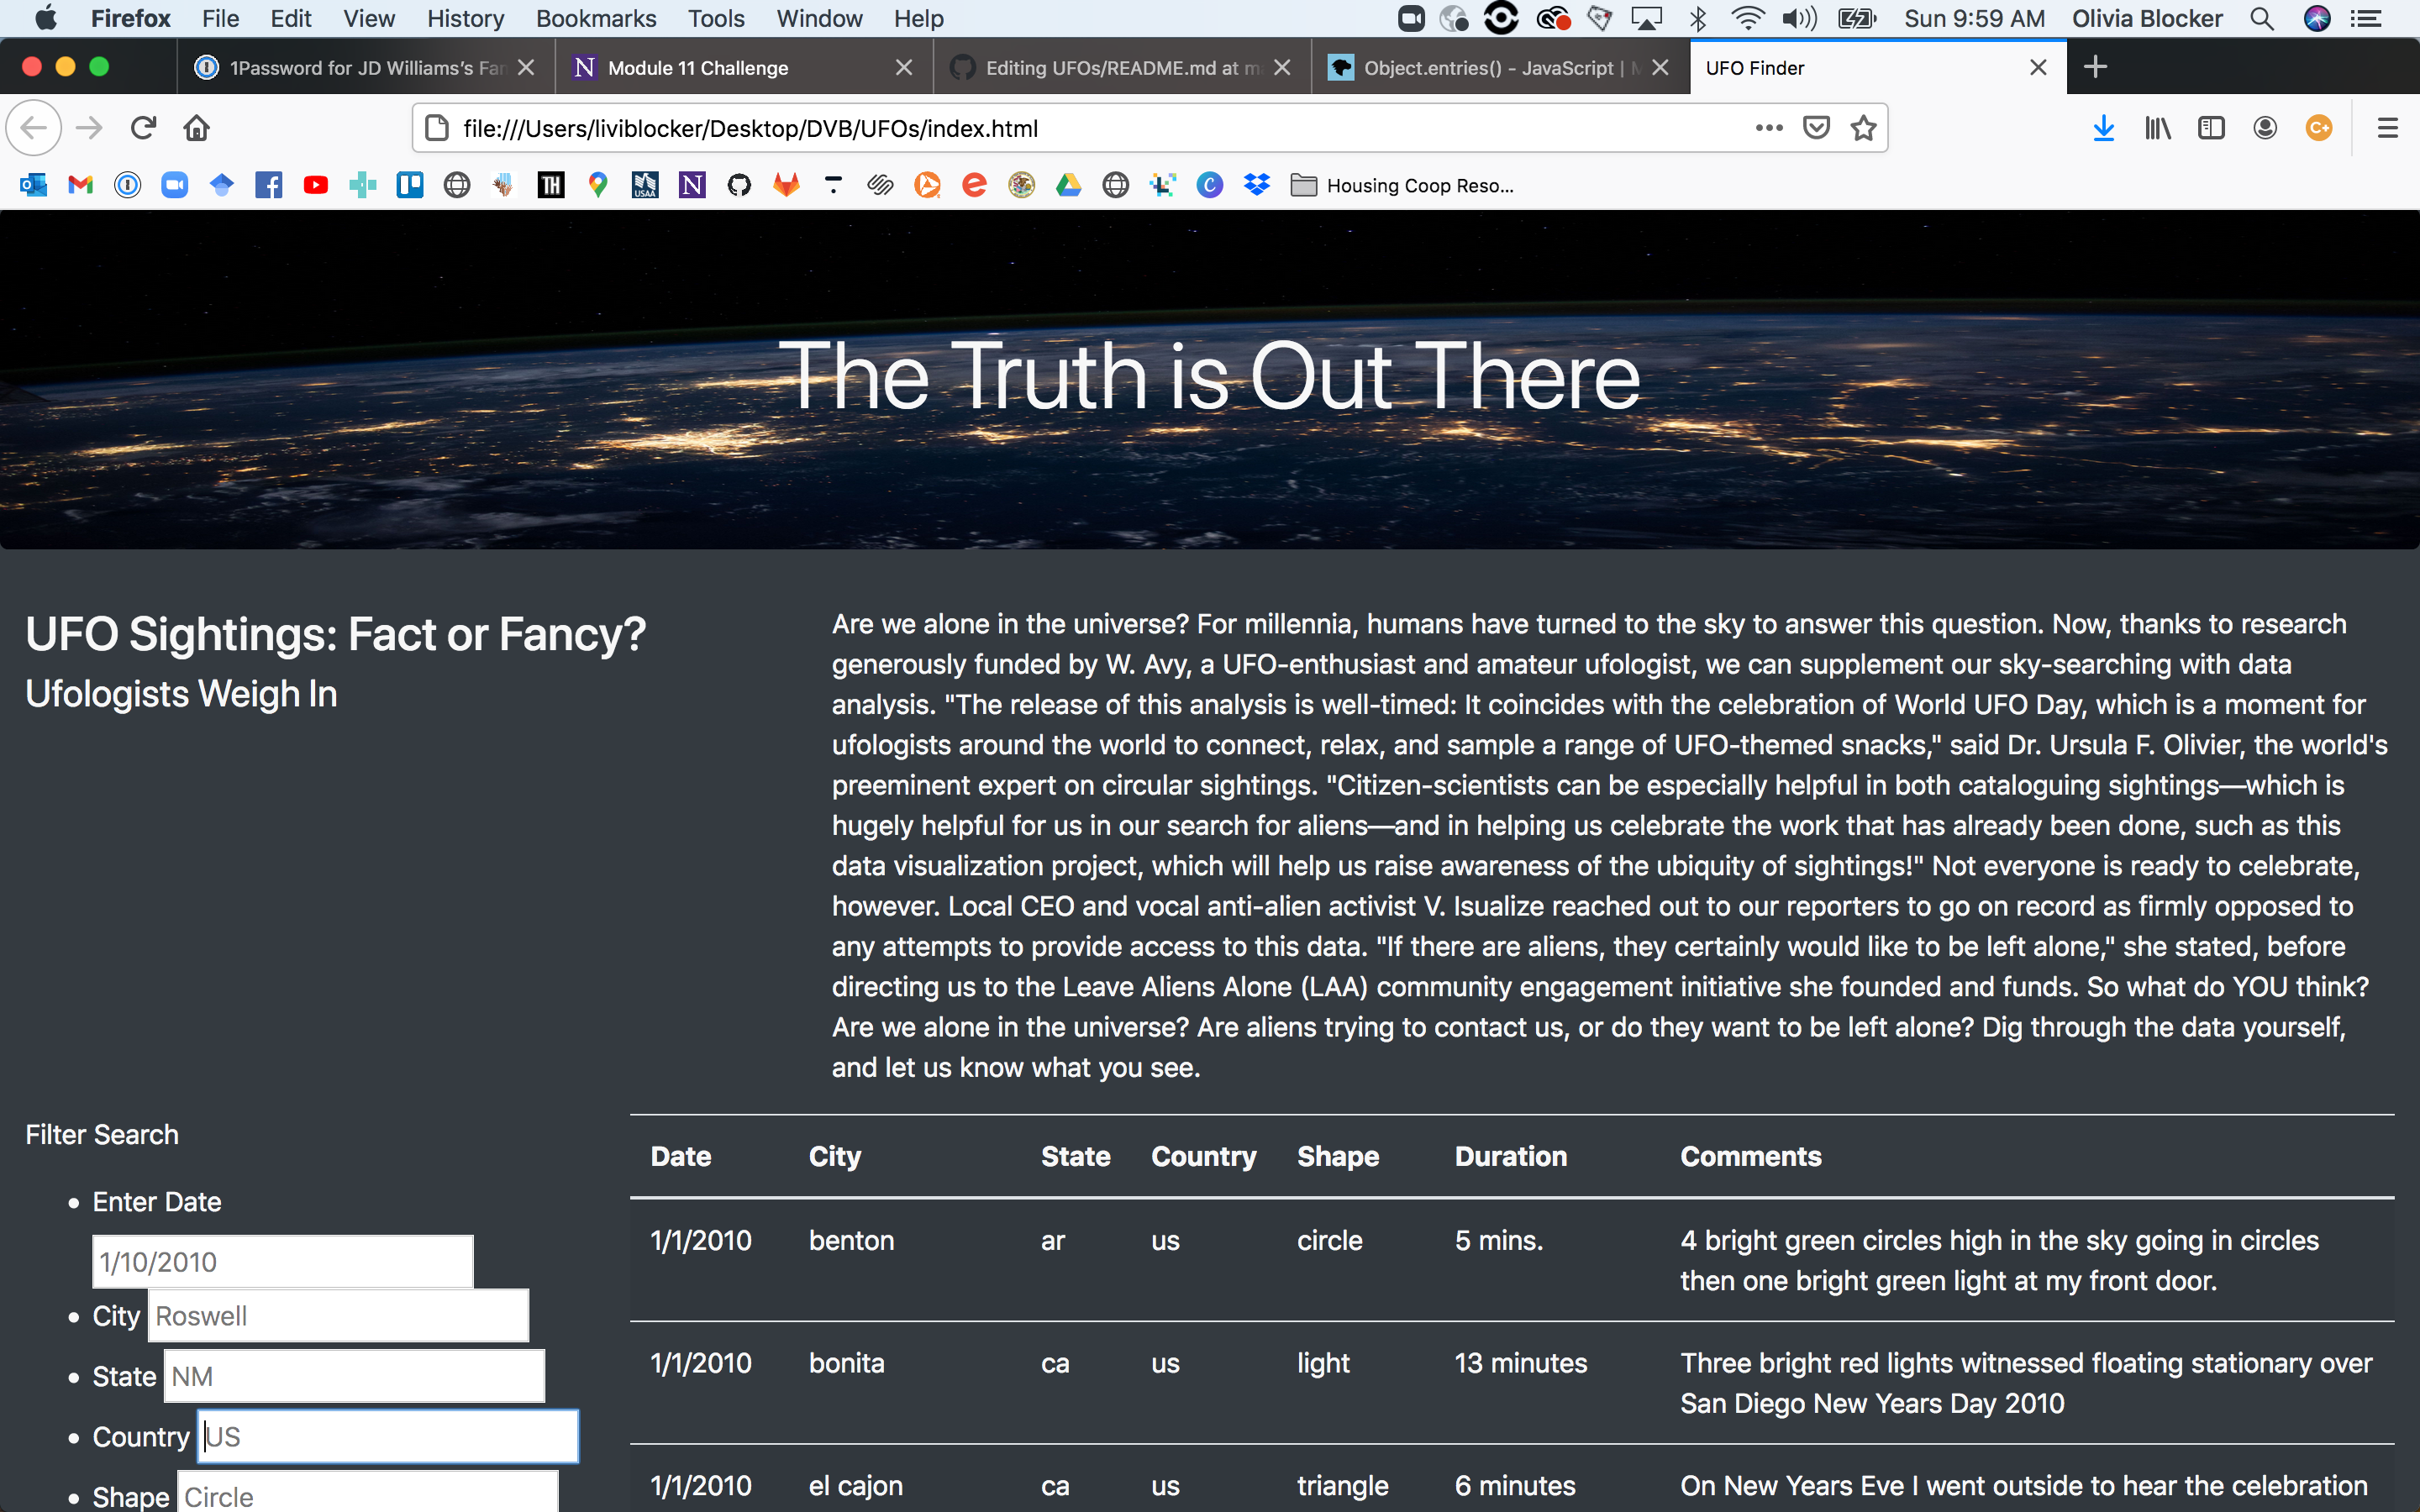 Firefox File Edit View History Bookmarks Tools Window Help Sun 9:59 AM Olivia Blocker
1Password for JD Williams's Fan Module 11 Challenge Editing UFOs/README.md at m Object.entries() - JavaScript | UFO Finder
file:///Users/liviblocker/Desktop/DVB/UFOs/index.html
TH USAA N Housing Coop Reso...
The Truth is Out There
UFO Sightings: Fact or Fancy?
Ufologists Weigh In
Are we alone in the universe? For millennia, humans have turned to the sky to answer this question. Now, thanks to research
generously funded by W. Avy, a UFO-enthusiast and amateur ufologist, we can supplement our sky-searching with data
analysis. "The release of this analysis is well-timed: It coincides with the celebration of World UFO Day, which is a moment for
ufologists around the world to connect, relax, and sample a range of UFO-themed snacks," said Dr. Ursula F. Olivier, the world's
preeminent expert on circular sightings. "Citizen-scientists can be especially helpful in both cataloguing sightings—which is
hugely helpful for us in our search for aliens—and in helping us celebrate the work that has already been done, such as this
data visualization project, which will help us raise awareness of the ubiquity of sightings!" Not everyone is ready to celebrate,
however. Local CEO and vocal anti-alien activist V. Isualize reached out to our reporters to go on record as firmly opposed to
any attempts to provide access to this data. "If there are aliens, they certainly would like to be left alone," she stated, before
directing us to the Leave Aliens Alone (LAA) community engagement initiative she founded and funds. So what do YOU think?
Are we alone in the universe? Are aliens trying to contact us, or do they want to be left alone? Dig through the data yourself,
and let us know what you see.
Filter Search
Enter Date
1/10/2010
City Roswell
State NM
Country US
Shape Circle
Date City State Country Shape Duration Comments
1/1/2010 benton ar us circle 5 mins. 4 bright green circles high in the sky going in circles
then one bright green light at my front door.
1/1/2010 bonita ca us light 13 minutes Three bright red lights witnessed floating stationary over
San Diego New Years Day 2010
1/1/2010 el cajon ca us triangle 6 minutes On New Years Eve I went outside to hear the celebration